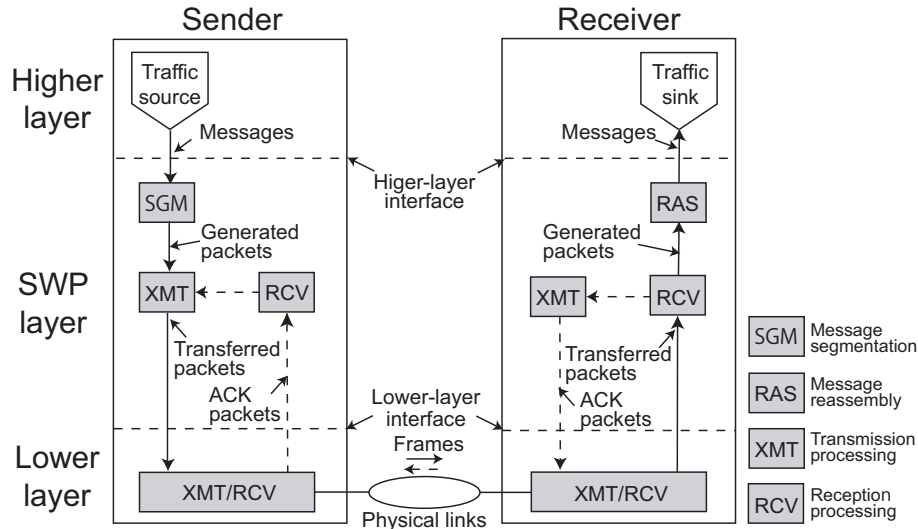 Sender
Receiver
Higher
layer
Traffic
source
Messages
Traffic
sink
Messages
Higer-layer
interface
SGM
RAS
Generated
packets
Generated
packets
SWP
layer
XMT
RCV
XMT
RCV
Transferred
packets
Transferred
packets
ACK
packets
ACK
packets
Lower-layer
interface
Frames
Lower
layer
XMT/RCV
XMT/RCV
Physical links
SGM
Message
segmentation
RAS
Message
reassembly
XMT
Transmission
processing
RCV
Reception
processing